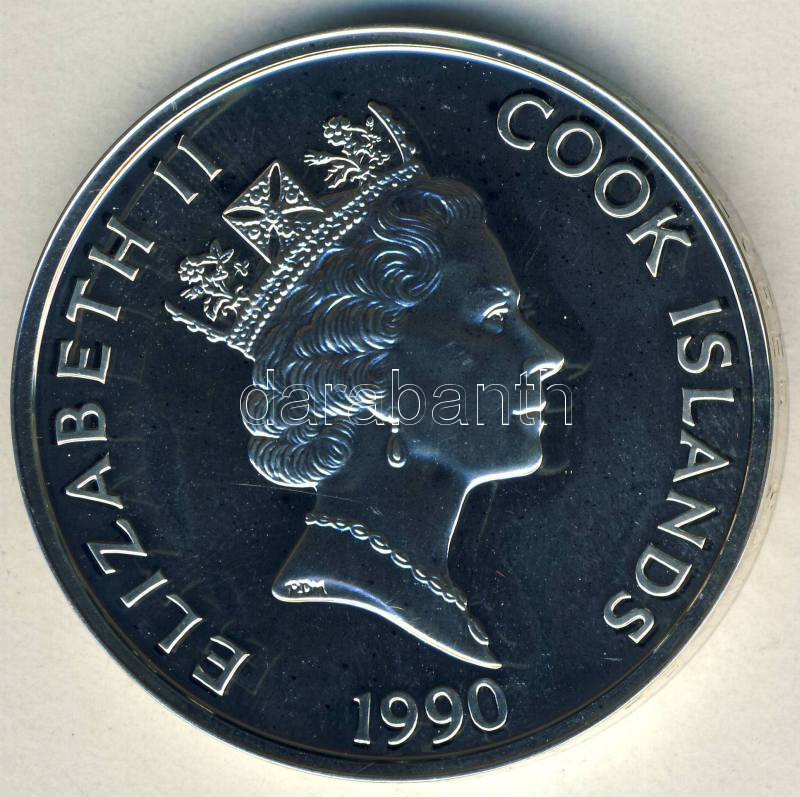 ELIZABETH II
COOK ISLANDS
1990
RDM
darabanth